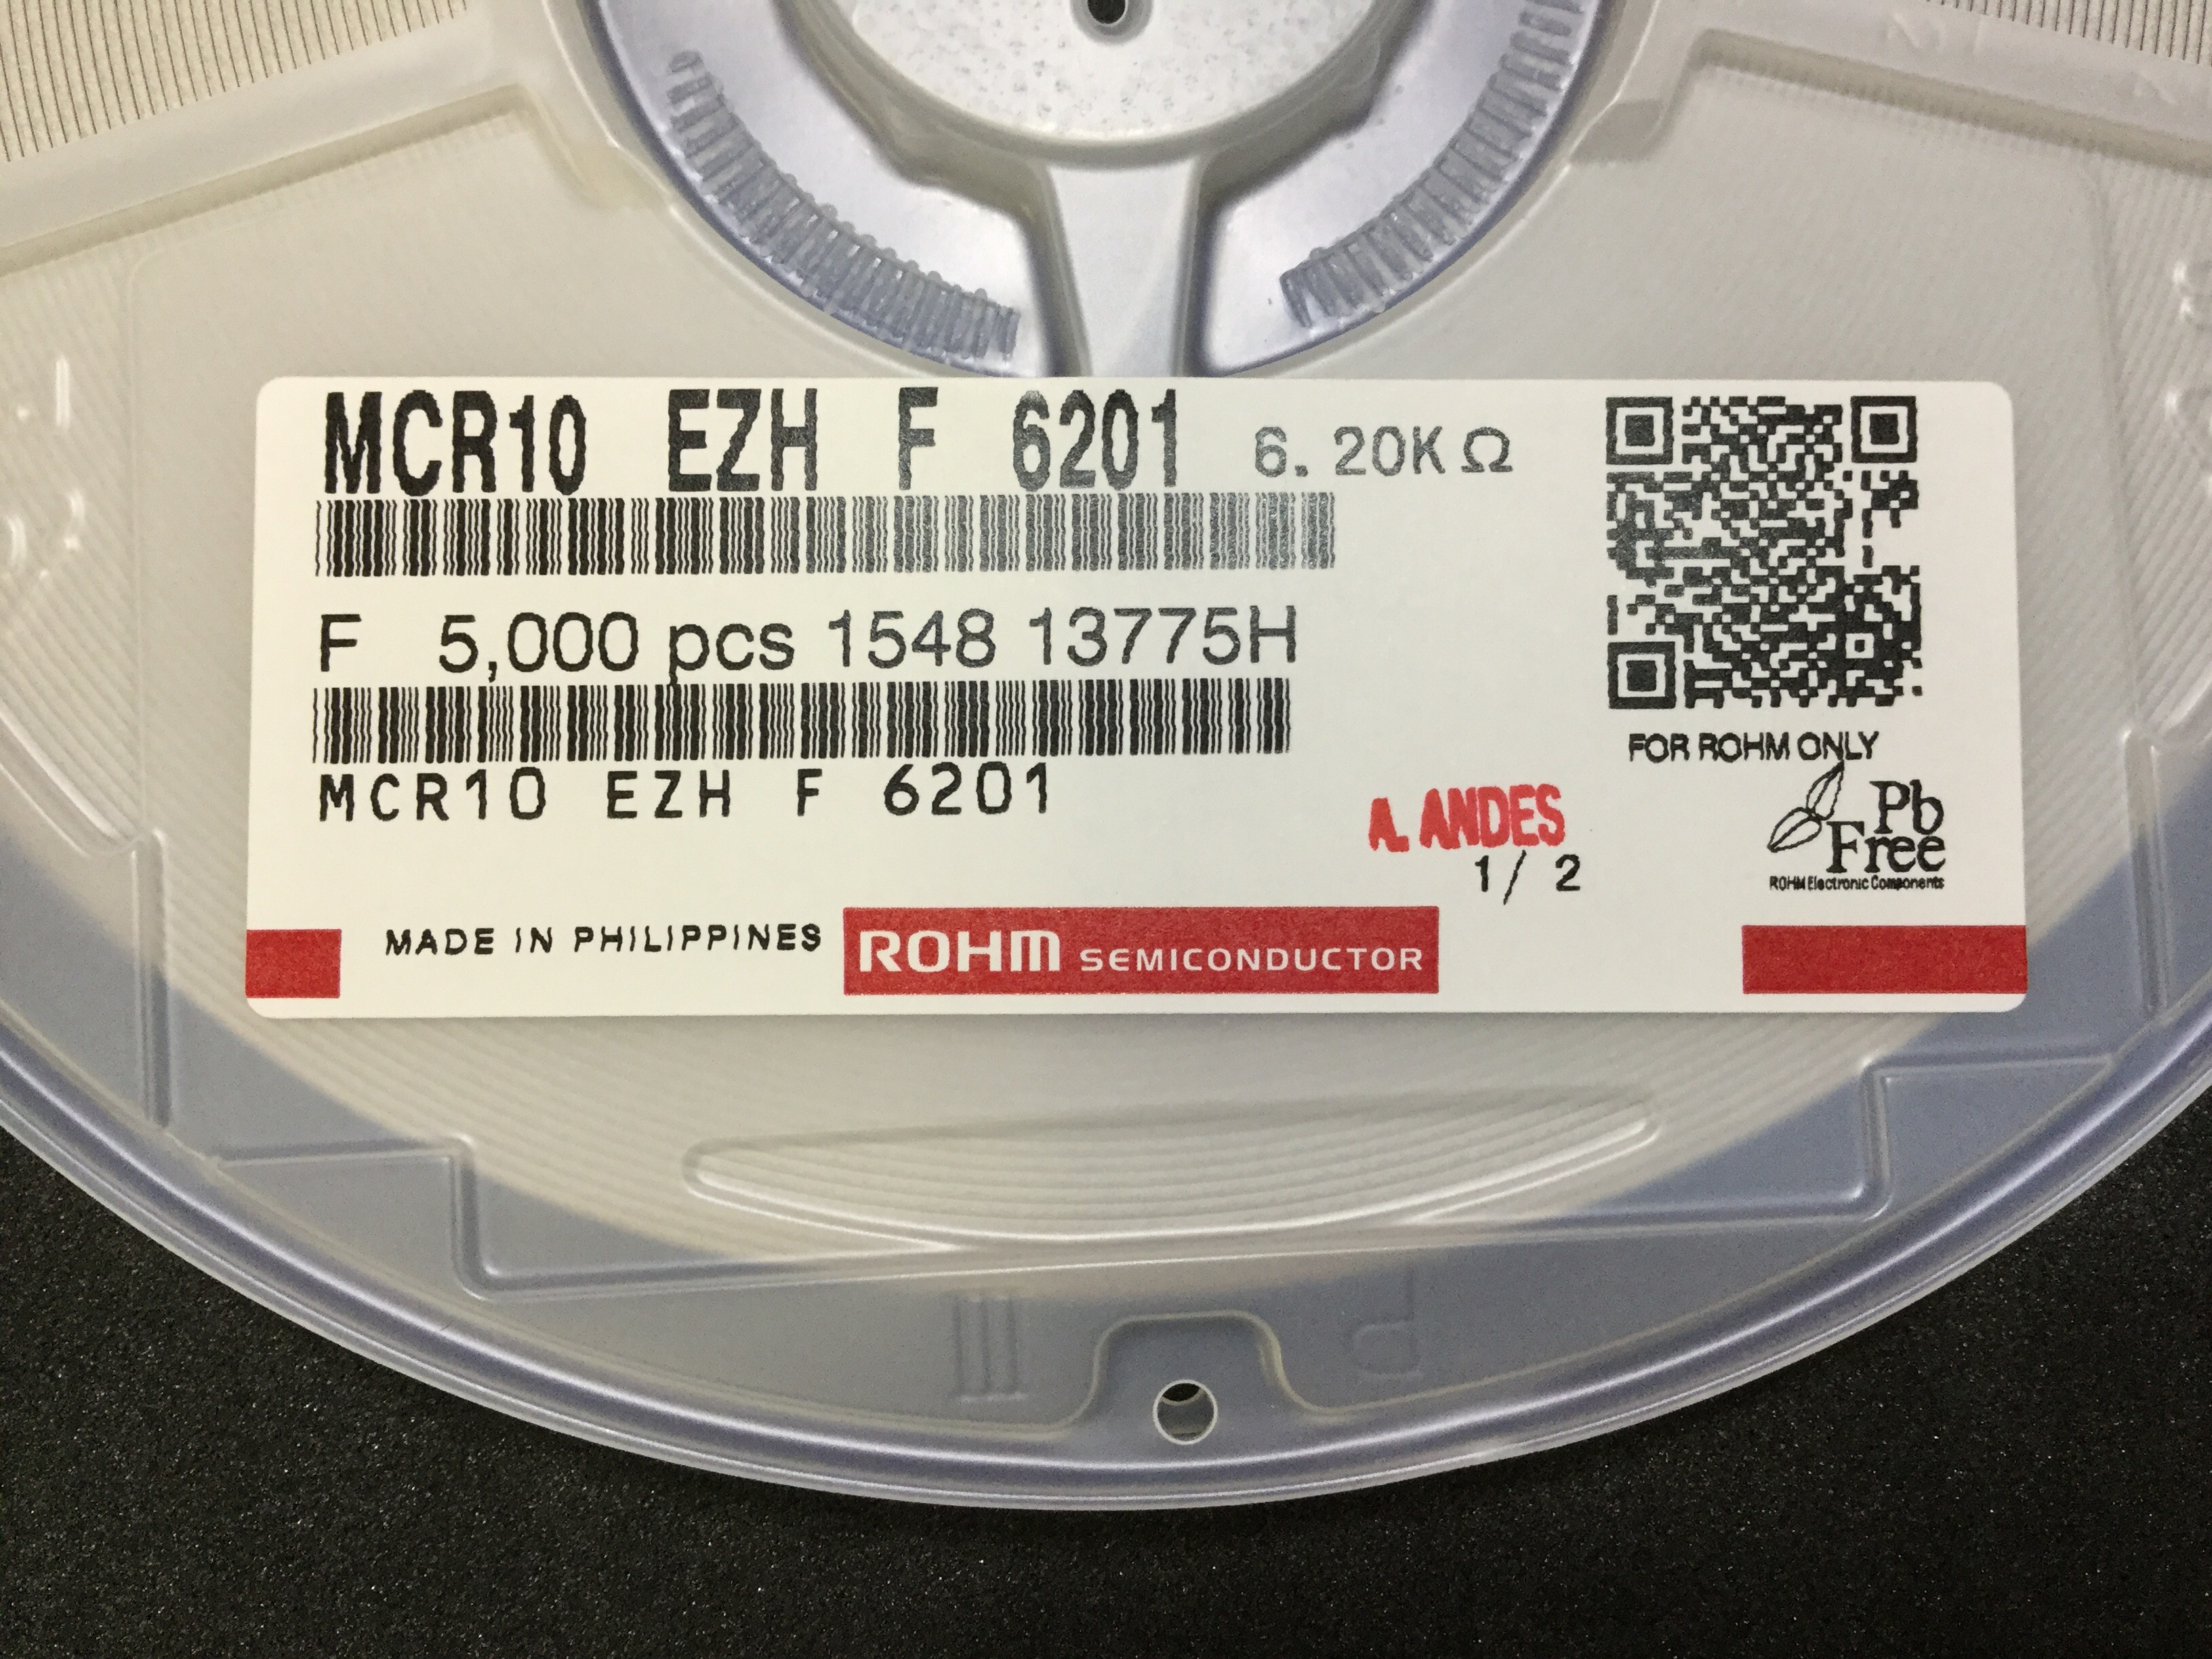 MCR10 EZH F 6201 6.20KΩ
F 5,000 pcs 1548 13775H
MCR10 EZH F 6201
FOR ROHM ONLY
A. ANDES
1/ 2
Pb
Free
ROHM Electronic Components
MADE IN PHILIPPINES
ROHM SEMICONDUCTOR